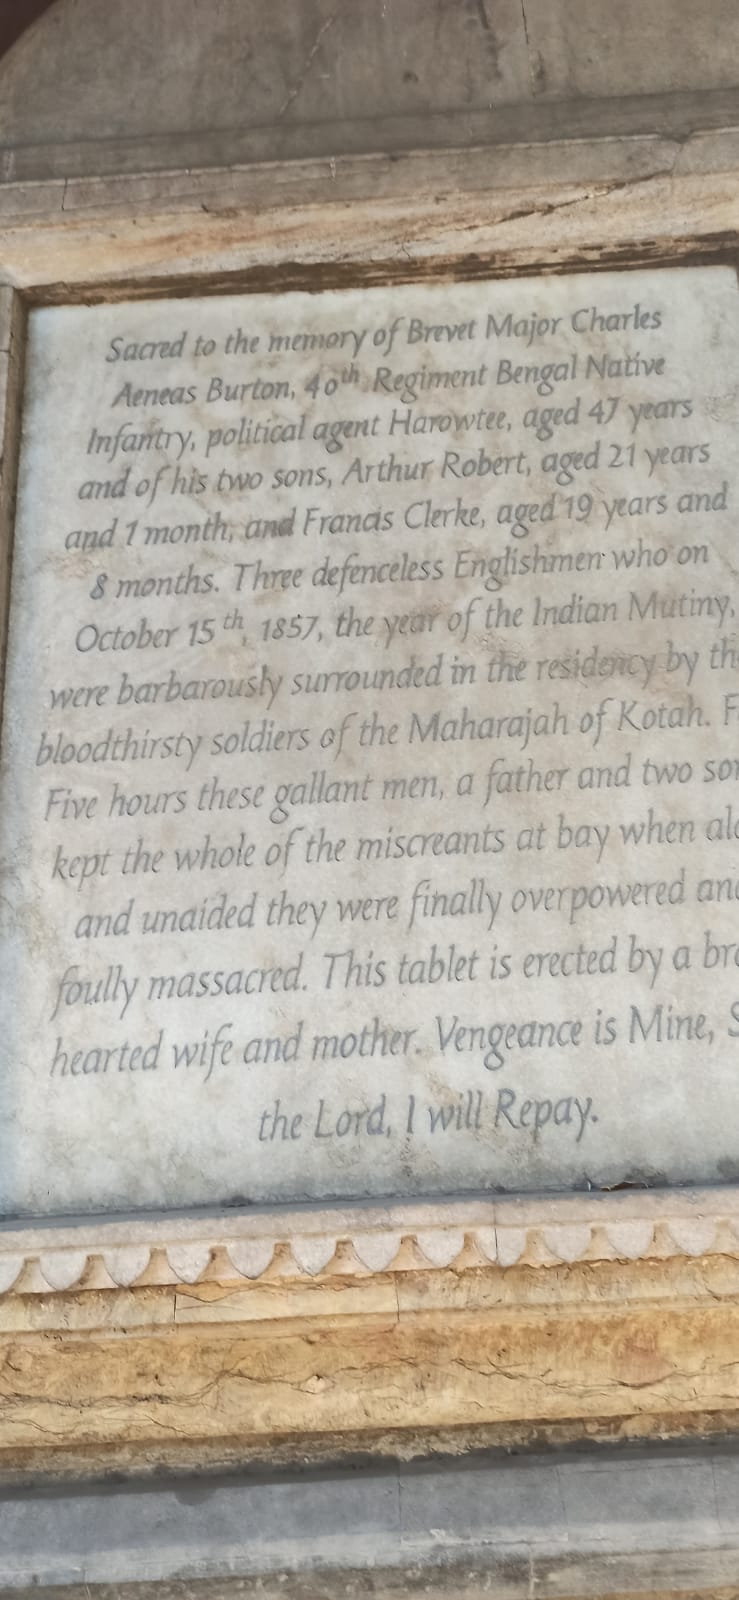 Sacred to the memory of Brevet Major Charles
Aeneas Burton, 40th Regiment Bengal Native
Infantry, political agent Harowtee, aged 47 years
and of his two sons, Arthur Robert, aged 21 years
and 1 month, and Francis Clerke, aged 19 years and
8 months. Three defenceless Englishmen who on
October 15th, 1857, the year of the Indian Mutiny,
were barbarously surrounded in the residency by
bloodthirsty soldiers of the Maharajah of Kotah.
Five hours these gallant men, a father and two
kept the whole of the miscreants at bay when
and unaided they were finally overpowered
foully massacred. This tablet is erected by a
hearted wife and mother. Vengeance is Mine,
the Lord, I will Repay.